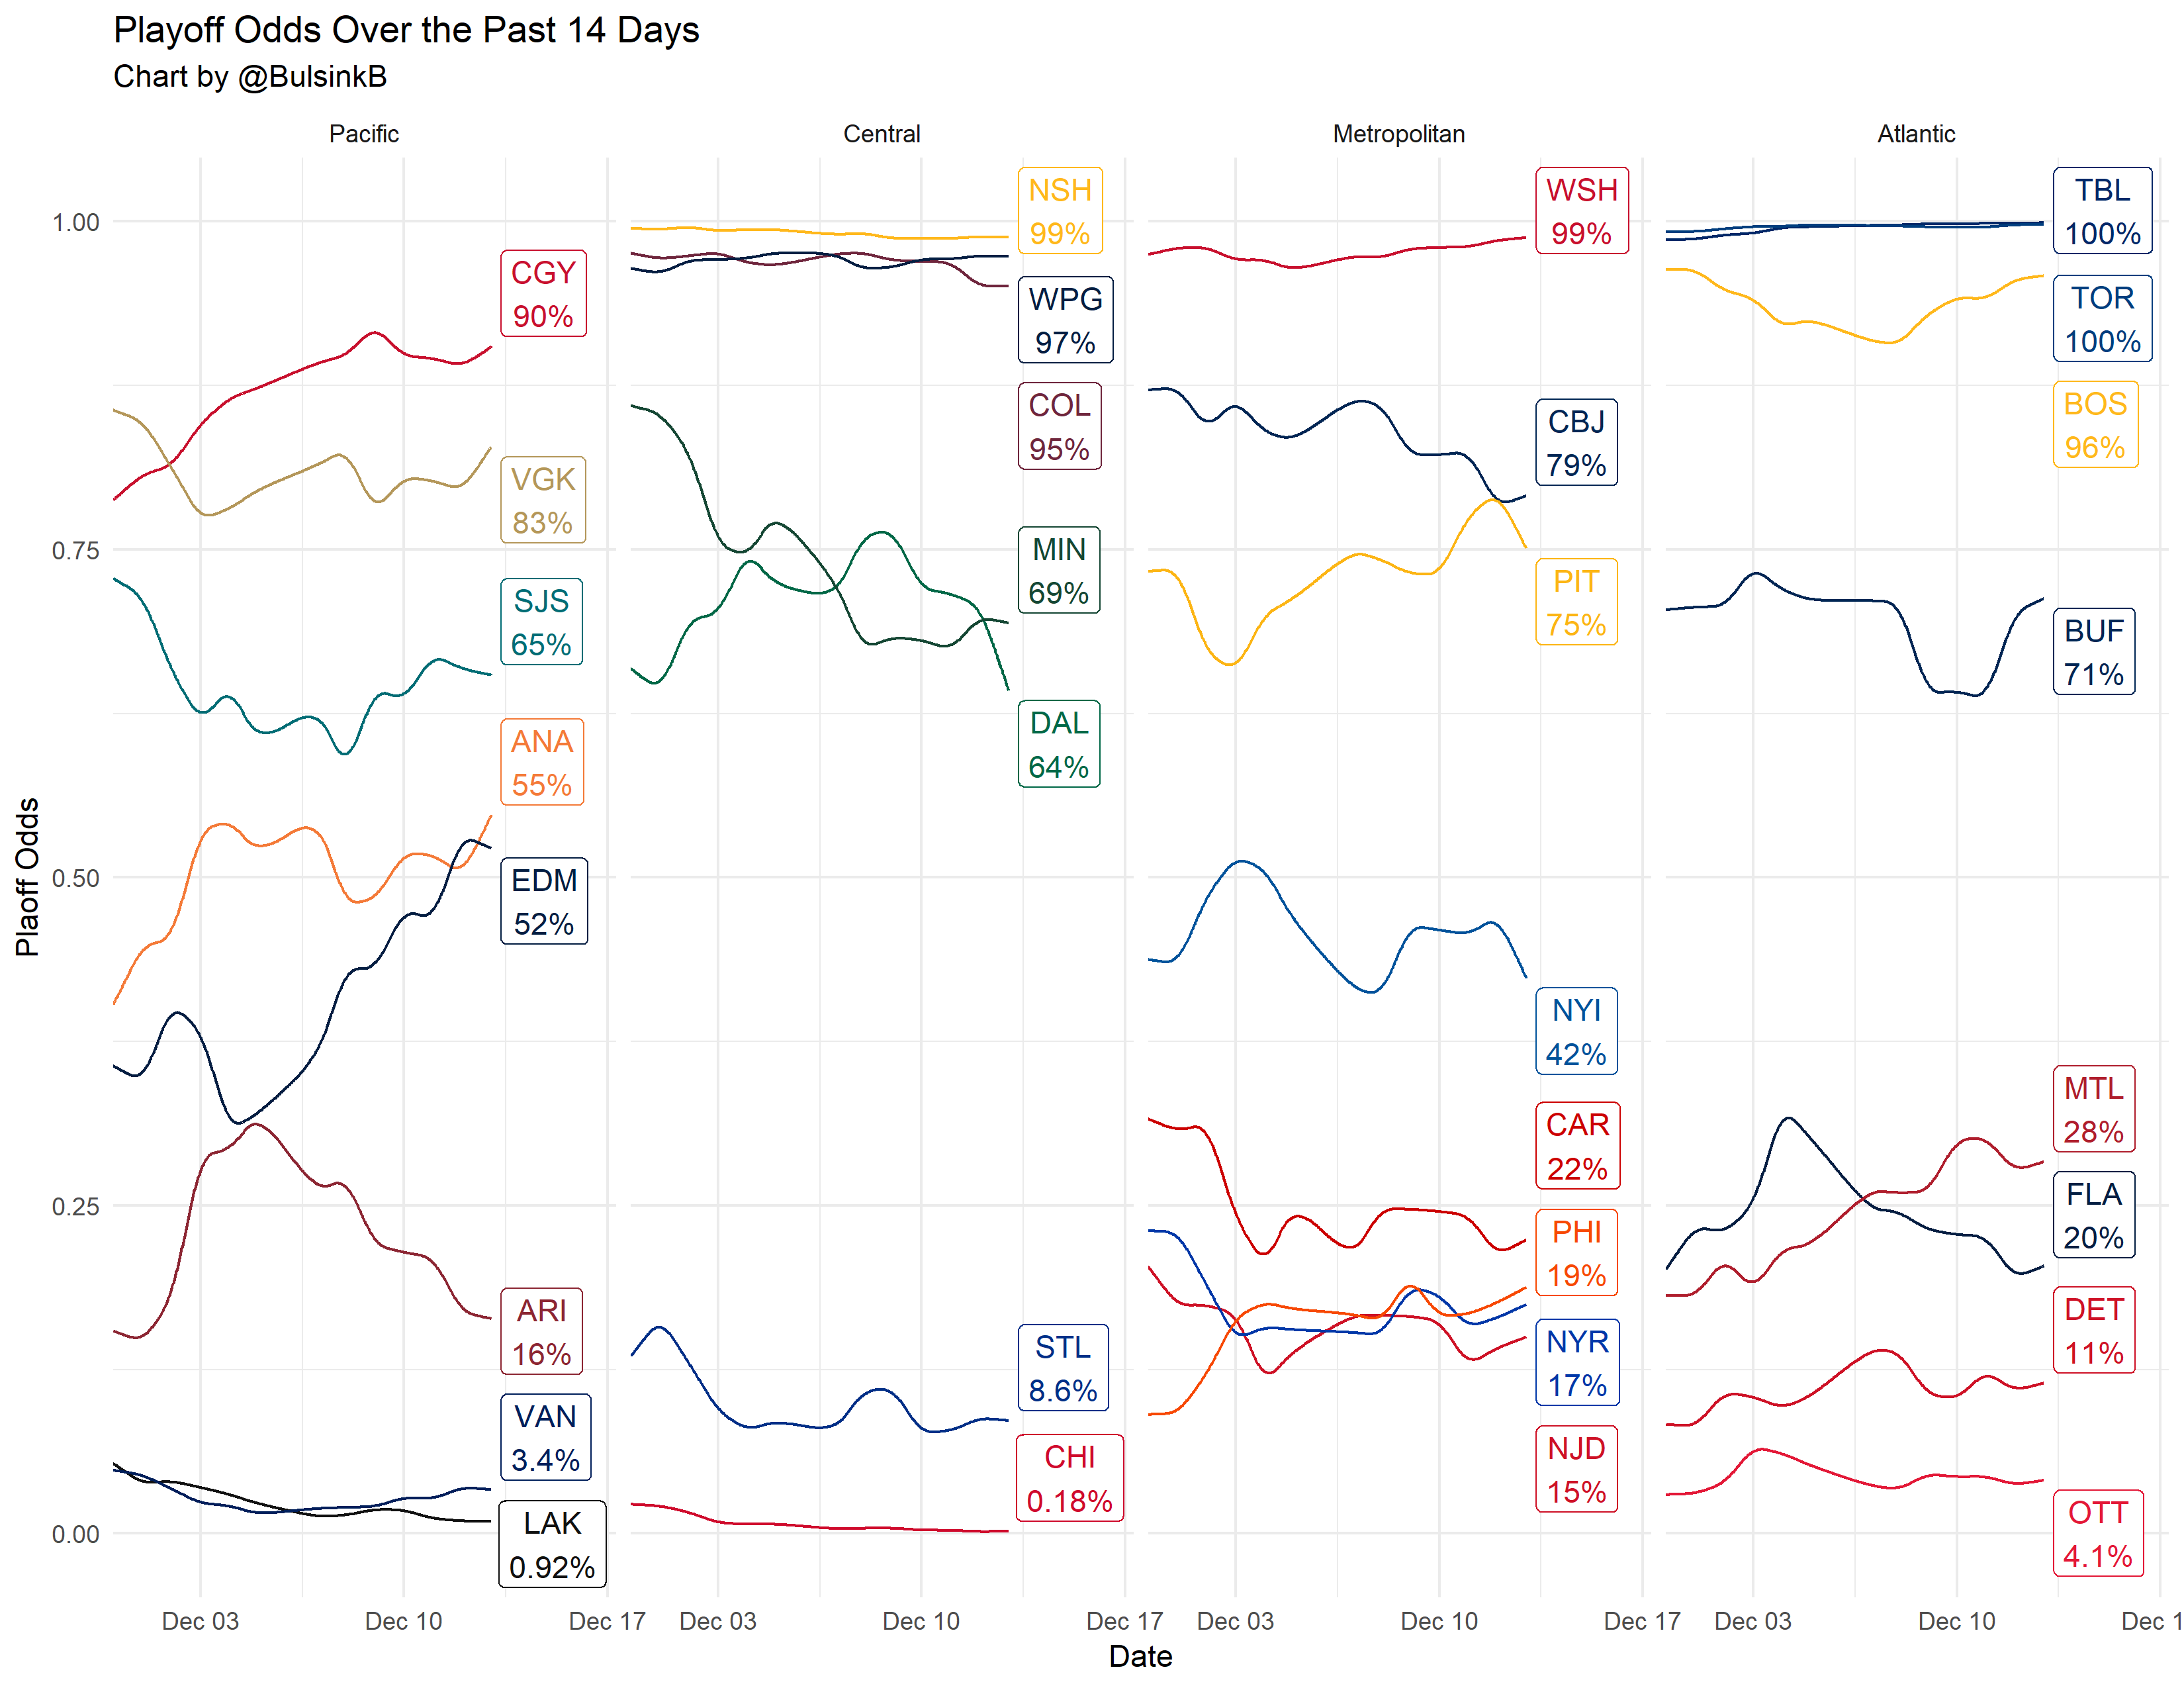 Playoff Odds Over the Past 14 Days
Chart by @BulsinkB
Pacific
Central
Metropolitan
Atlantic
Plaoff Odds
1.00
0.75
0.50
0.25
0.00
CGY
90%
VGK
83%
SJS
65%
ANA
55%
EDM
52%
ARI
16%
VAN
3.4%
LAK
0.92%
NSH
99%
WPG
97%
COL
95%
MIN
69%
DAL
64%
STL
8.6%
CHI
0.18%
WSH
99%
CBJ
79%
PIT
75%
NYI
42%
CAR
22%
PHI
19%
NYR
17%
NJD
15%
TBL
100%
TOR
100%
BOS
96%
BUF
71%
MTL
28%
FLA
20%
DET
11%
OTT
4.1%
Dec 03
Dec 10
Dec 17
Dec 03
Dec 10
Dec 17
Dec 03
Dec 10
Dec 17
Dec 03
Dec 10
Dec 1
Date